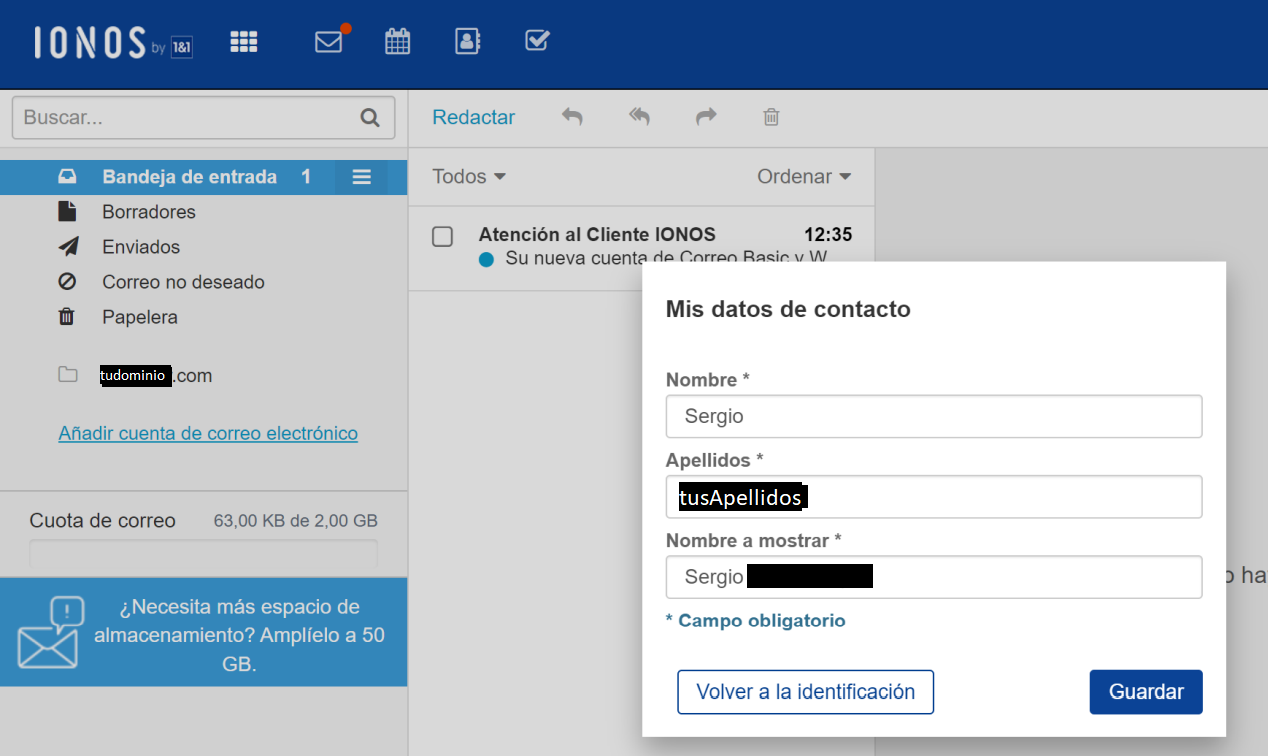 IONOS by 1&1
Buscar...
Redactar
Bandeja de entrada 1
Borradores
Enviados
Correo no deseado
Papelera
tudominio.com
Añadir cuenta de correo electrónico
Cuota de correo 63,00 KB de 2,00 GB
¿Necesita más espacio de
almacenamiento? Amplíelo a 50
GB.
Todos Ordenar
Atención al Cliente IONOS 12:35
Su nueva cuenta de Correo Basic y W
Mis datos de contacto
Nombre *
Sergio
Apellidos *
tusApellidos
Nombre a mostrar *
Sergio
* Campo obligatorio
Volver a la identificación Guardar